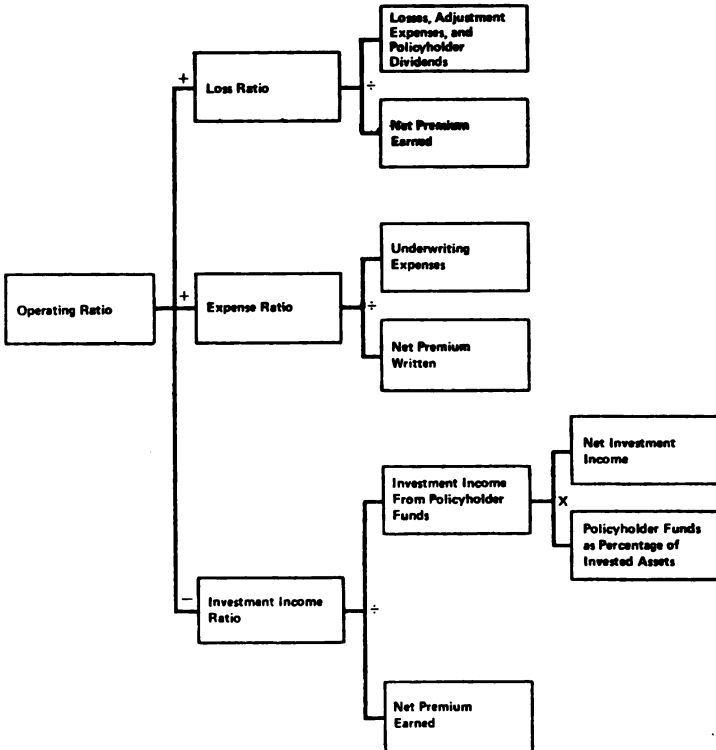 Losses, Adjustment
Expenses, and
Policyholder
Dividends
+
Loss Ratio
÷
Net Premium
Earned
Underwriting
Expenses
+
Operating Ratio
Expense Ratio
÷
Net Premium
Written
Net Investment
Income
Investment Income
From Policyholder
Funds
X
Policyholder Funds
as Percentage of
Invested Assets
−
Investment Income
Ratio
÷
Net Premium
Earned